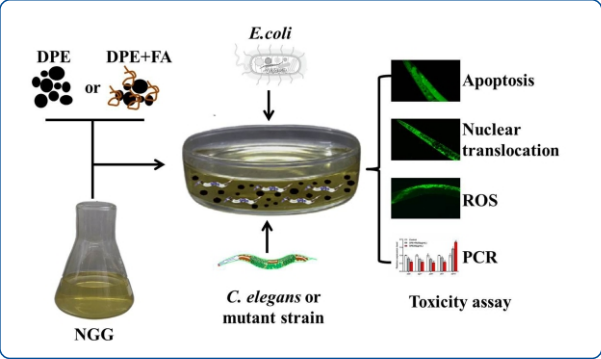 DPE
DPE+FA
or
NGG
E.coli
C. elegans or
mutant strain
Apoptosis
Nuclear
translocation
ROS
PCR
Toxicity assay